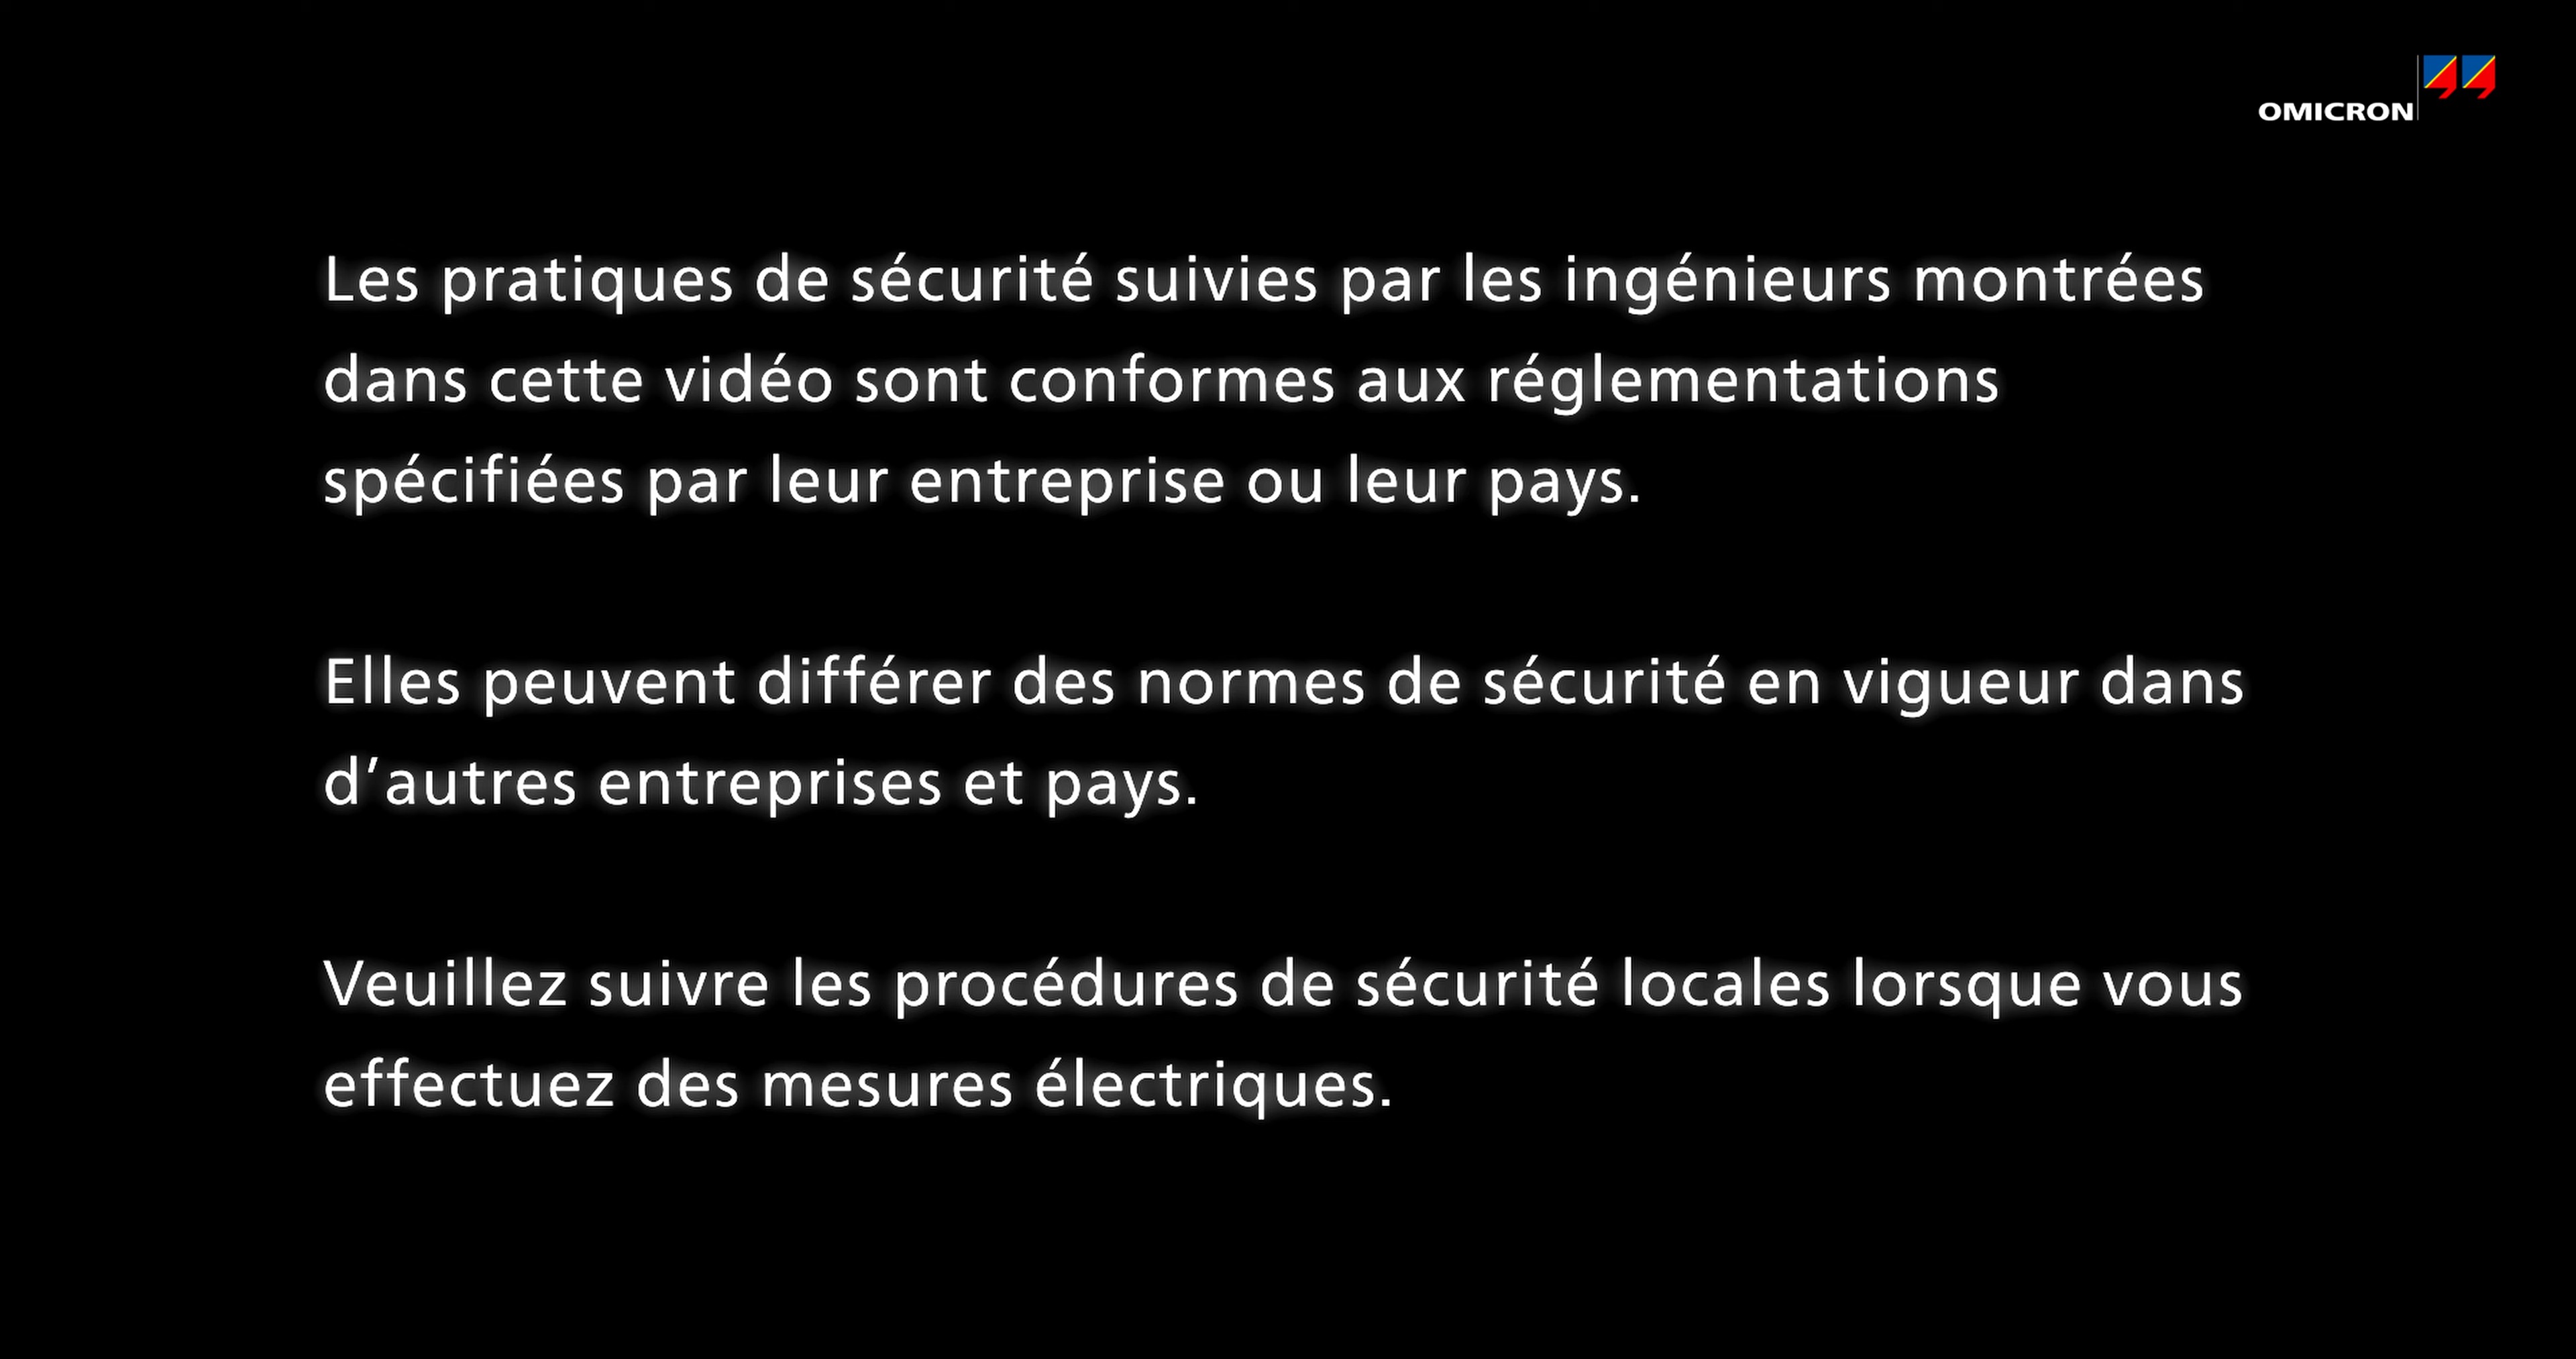 OMICRON
Les pratiques de sécurité suivies par les ingénieurs montrées
dans cette vidéo sont conformes aux réglementations
spécifiées par leur entreprise ou leur pays.
Elles peuvent différer des normes de sécurité en vigueur dans
d’autres entreprises et pays.
Veuillez suivre les procédures de sécurité locales lorsque vous
effectuez des mesures électriques.